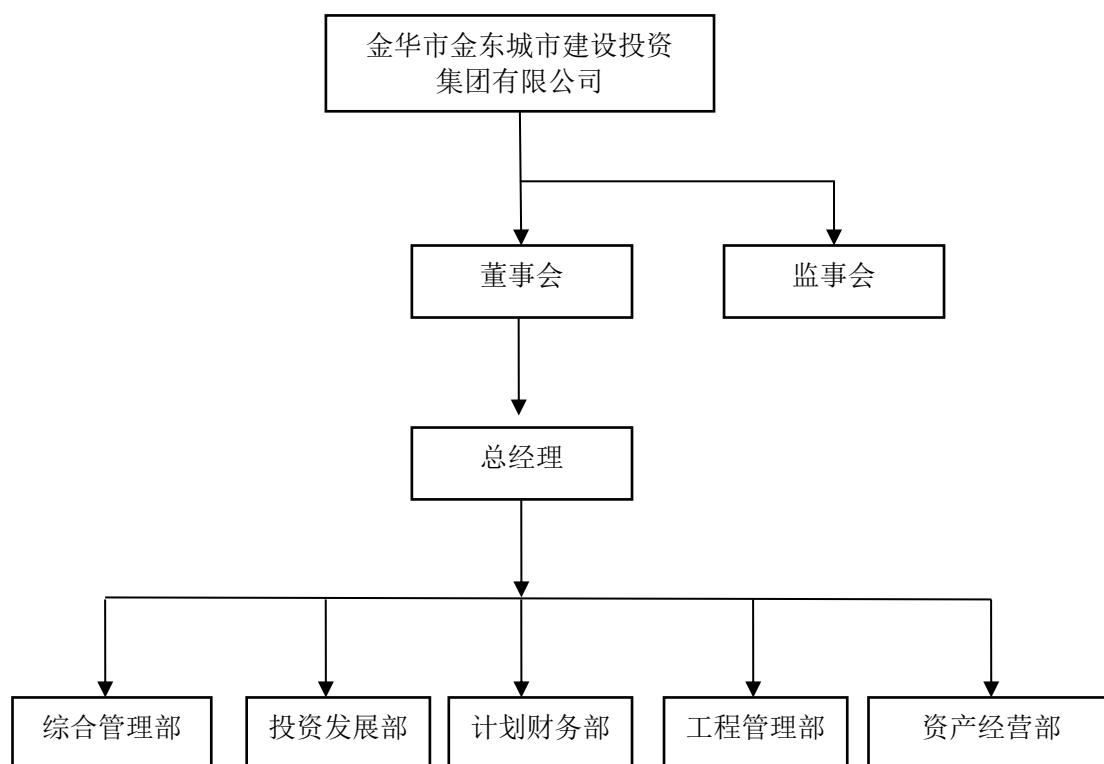 金华市金东城市建设投资
集团有限公司
董事会
监事会
总经理
综合管理部
投资发展部
计划财务部
工程管理部
资产经营部